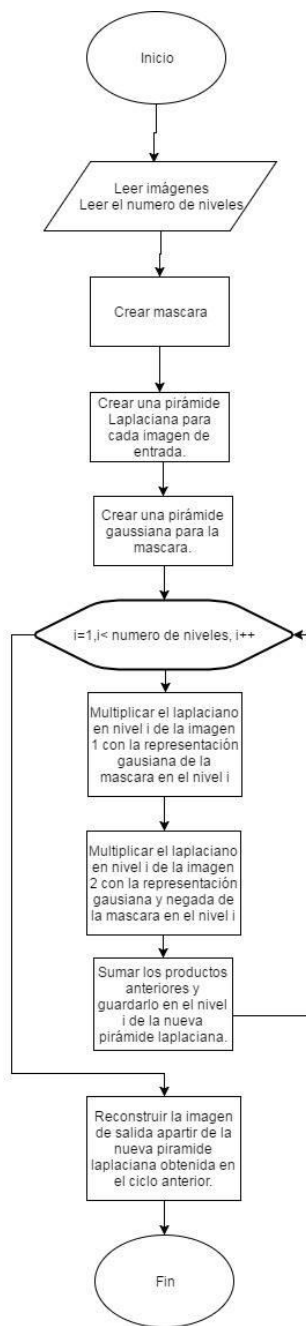 Inicio
Leer imágenes
Leer el numero de niveles
Crear mascara
Crear una pirámide
Laplaciana para
cada imagen de
entrada.
Crear una pirámide
gaussiana para la
mascara.
i=1,i< numero de niveles, i++
Multiplicar el laplaciano
en nivel i de la imagen
1 con la representación
gausiana de la
mascara en el nivel i
Multiplicar el laplaciano
en nivel i de la imagen
2 con la representación
gausiana y negada de
la mascara en el nivel i
Sumar los productos
anteriores y
guardarlo en el nivel
i de la nueva
pirámide laplaciana.
Reconstruir la imagen
de salida apartir de la
nueva piramide
laplaciana obtenida en
el ciclo anterior.
Fin